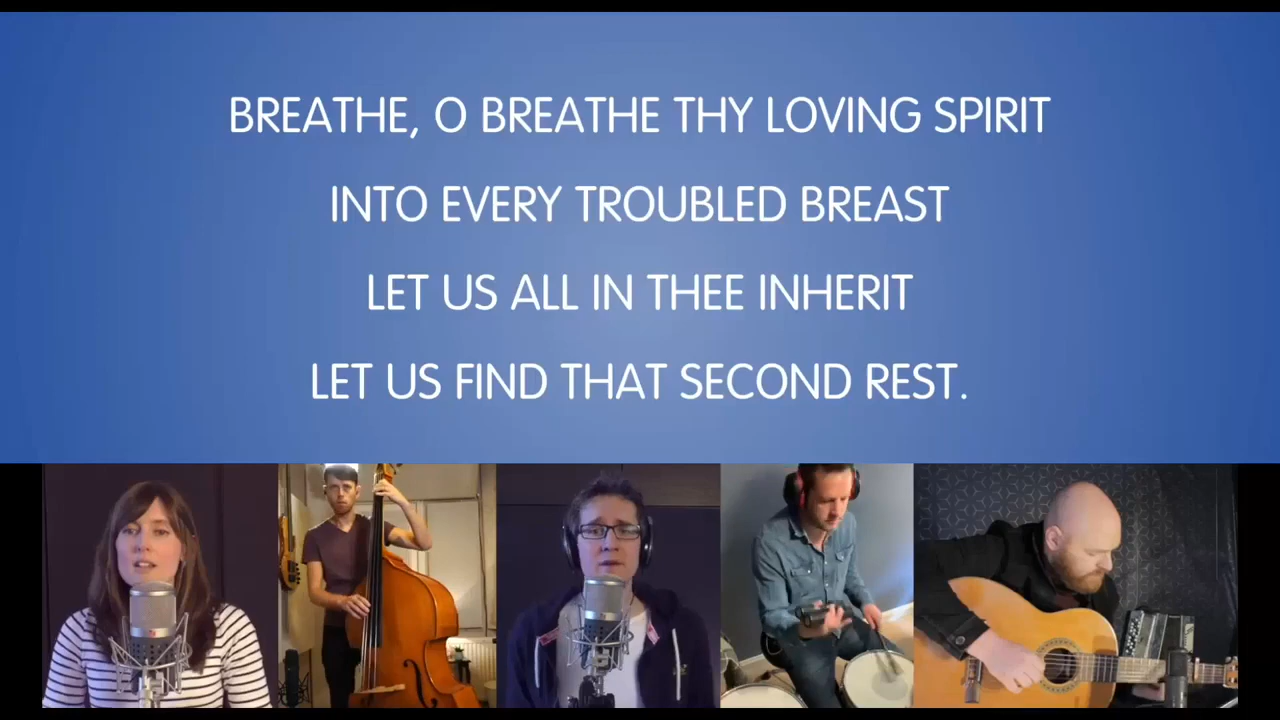 BREATHE, O BREATHE THY LOVING SPIRIT
INTO EVERY TROUBLED BREAST
LET US ALL IN THEE INHERIT
LET US FIND THAT SECOND REST.